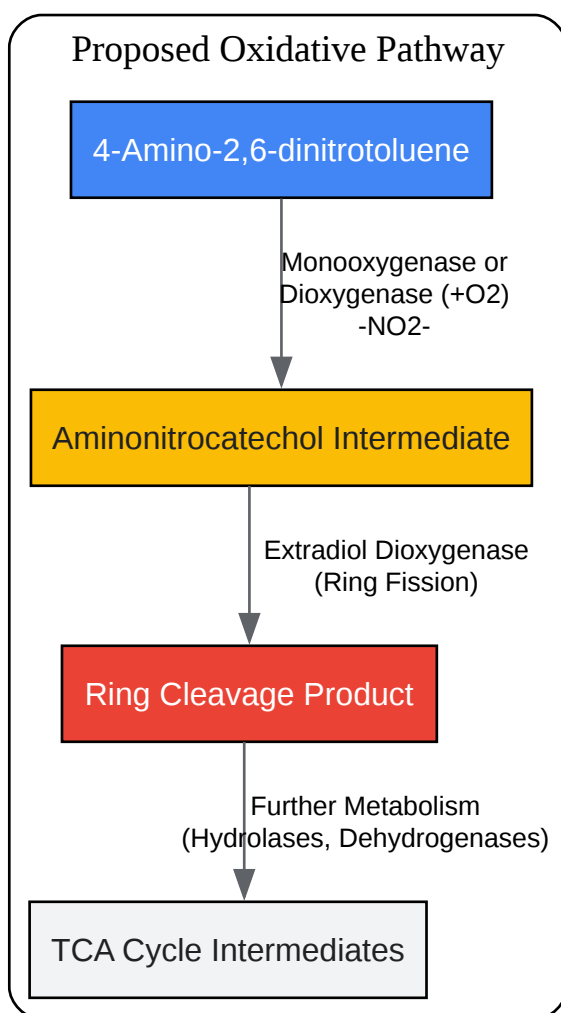 Proposed Oxidative Pathway
4-Amino-2,6-dinitrotoluene
Monooxygenase or
Dioxygenase (+O2)
-NO2-
Aminonitrocatechol Intermediate
Extradiol Dioxygenase
(Ring Fission)
Ring Cleavage Product
Further Metabolism
(Hydrolases, Dehydrogenases)
TCA Cycle Intermediates